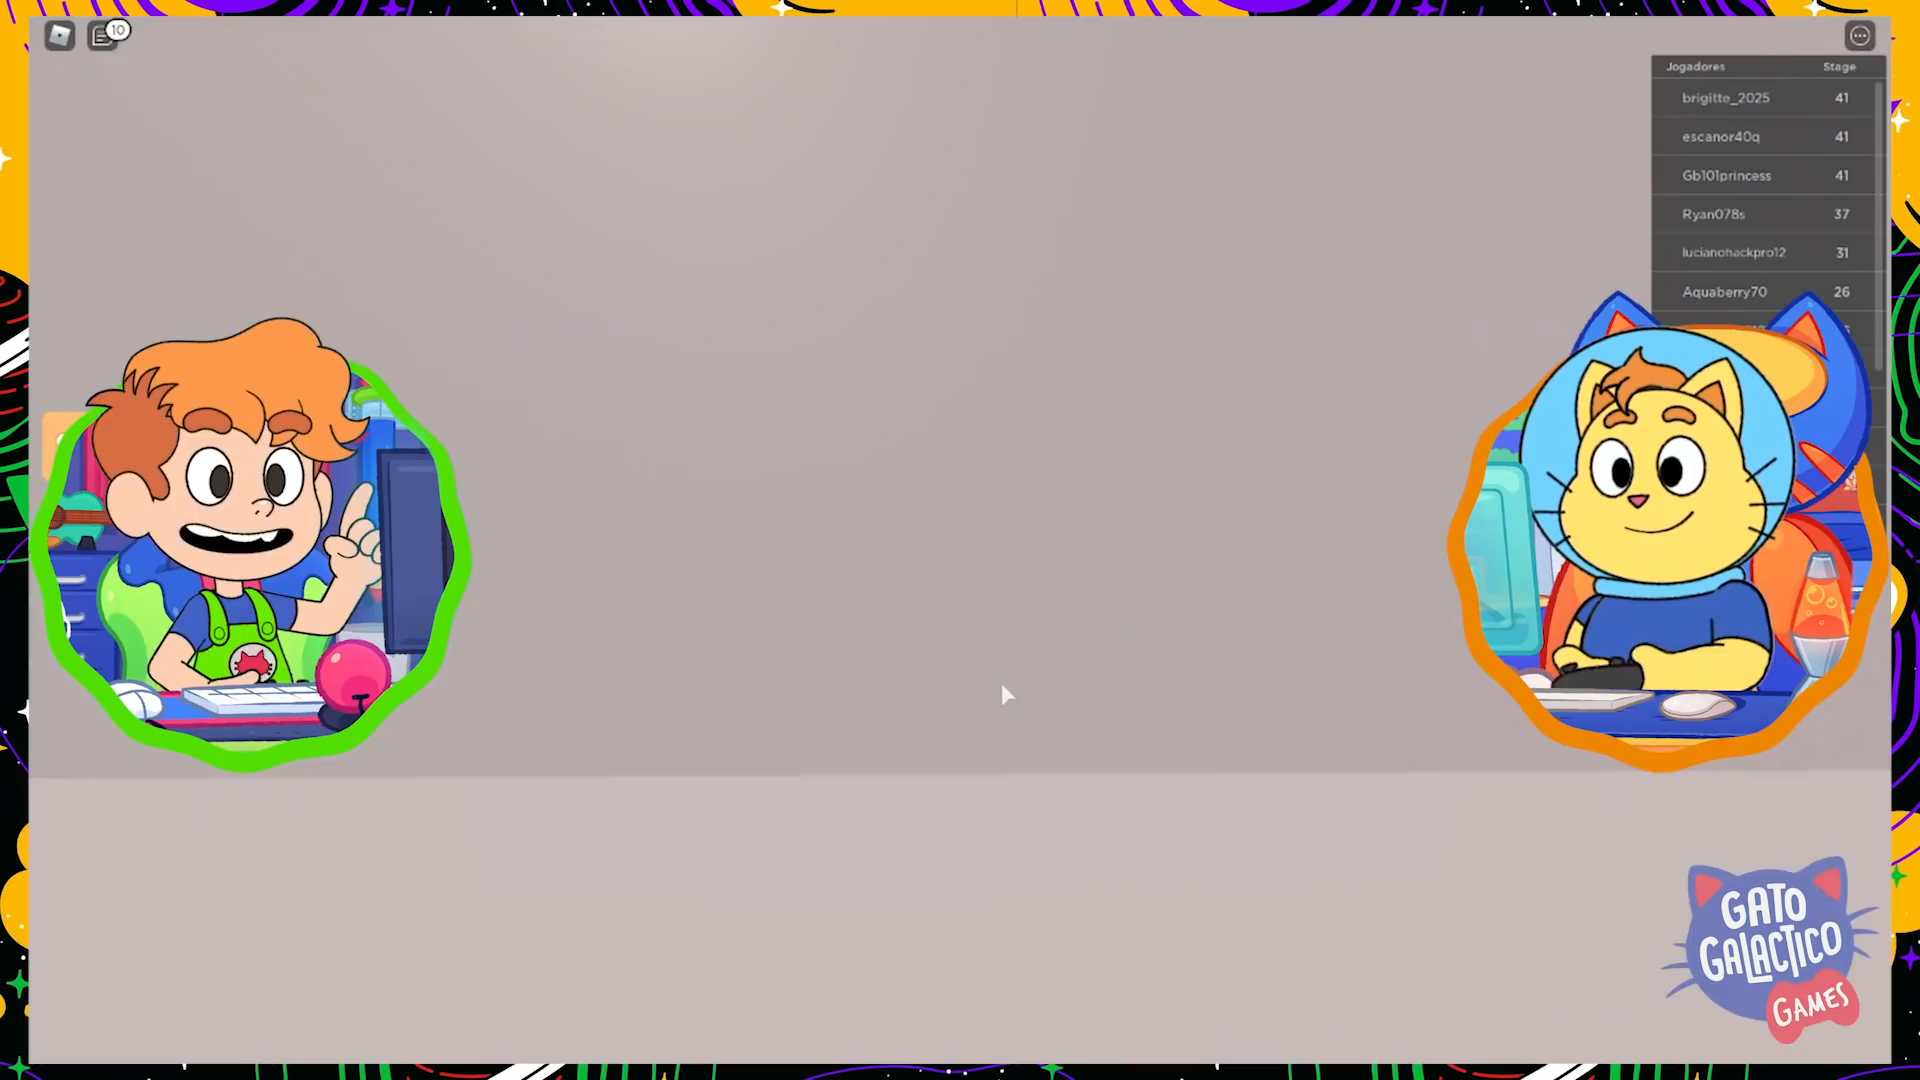 10
Jogadores Stage
brigitte_2025 41
escanor40q 41
Gb101princess 41
Ryan078s 37
lucianohackpro12 31
Aquaberry70 26
GATO
GALACTICO
GAMES